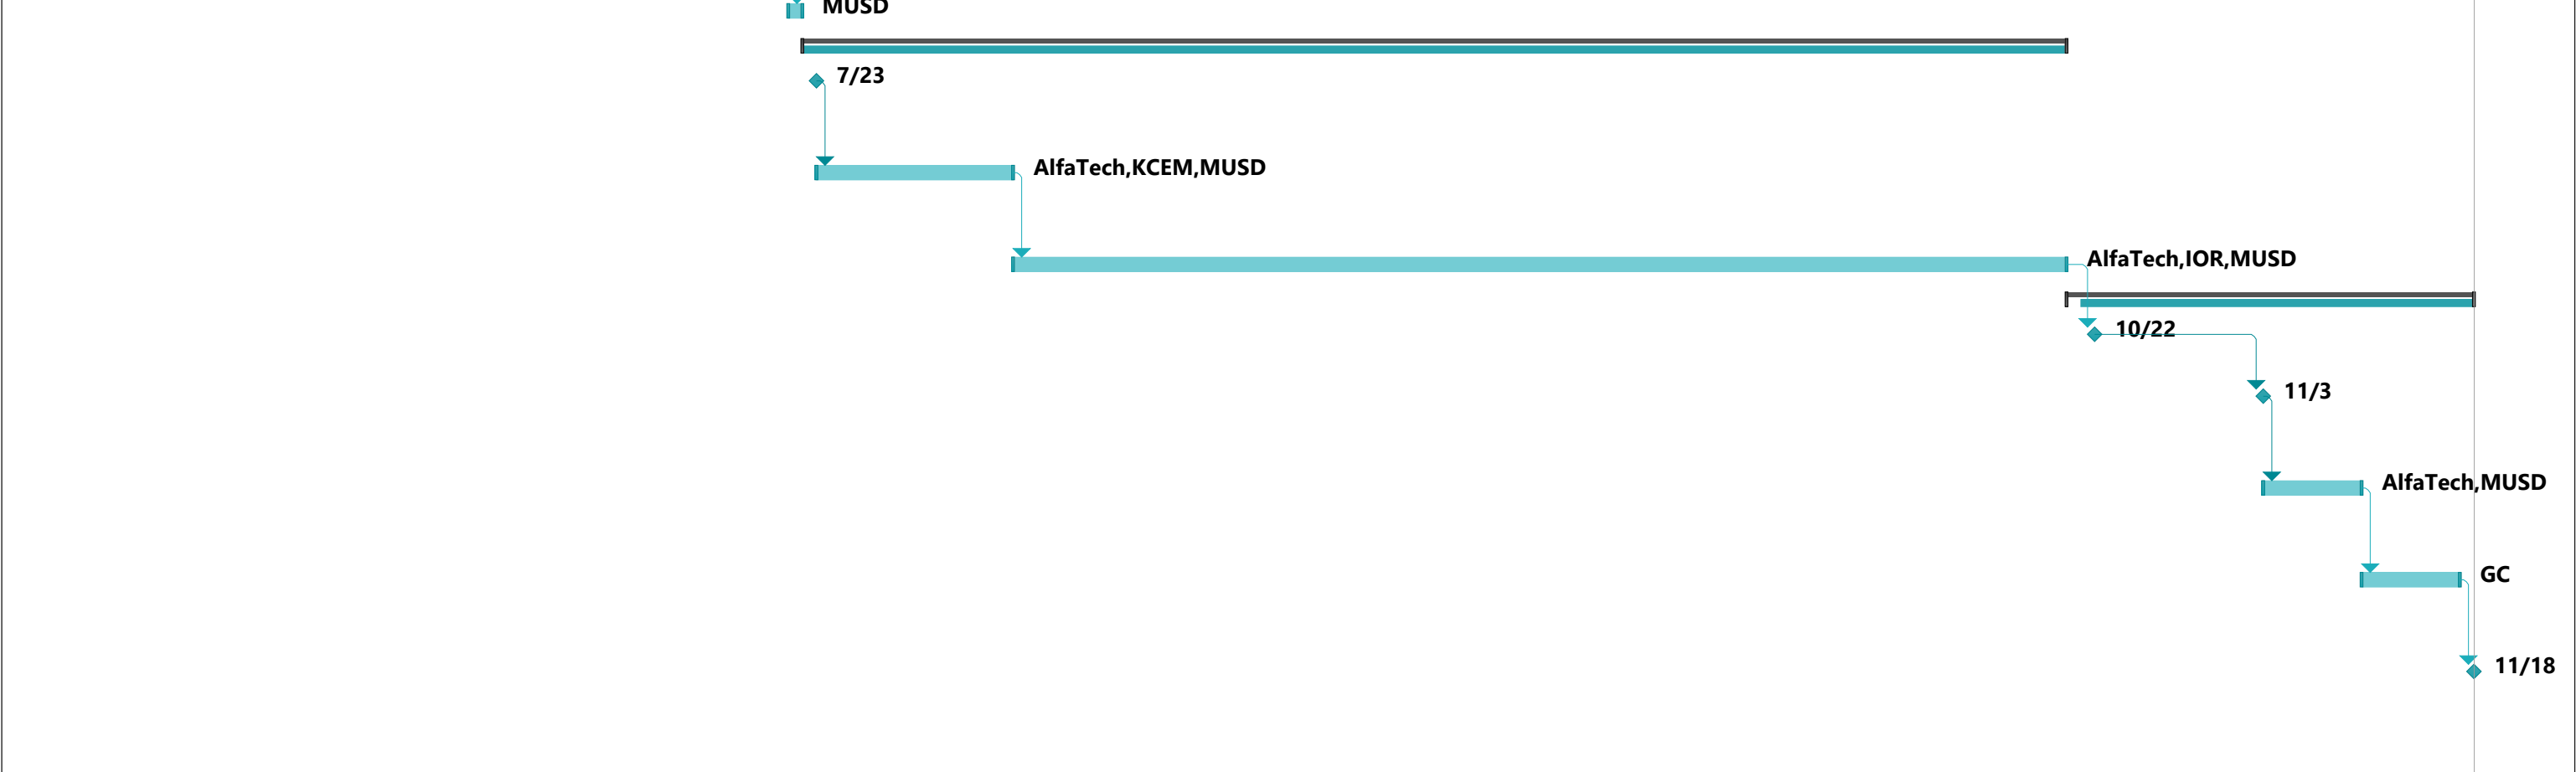 MUSD
7/23
AlfaTech,KCEM,MUSD
AlfaTech,IOR,MUSD
10/22
11/3
AlfaTech,MUSD
GC
11/18